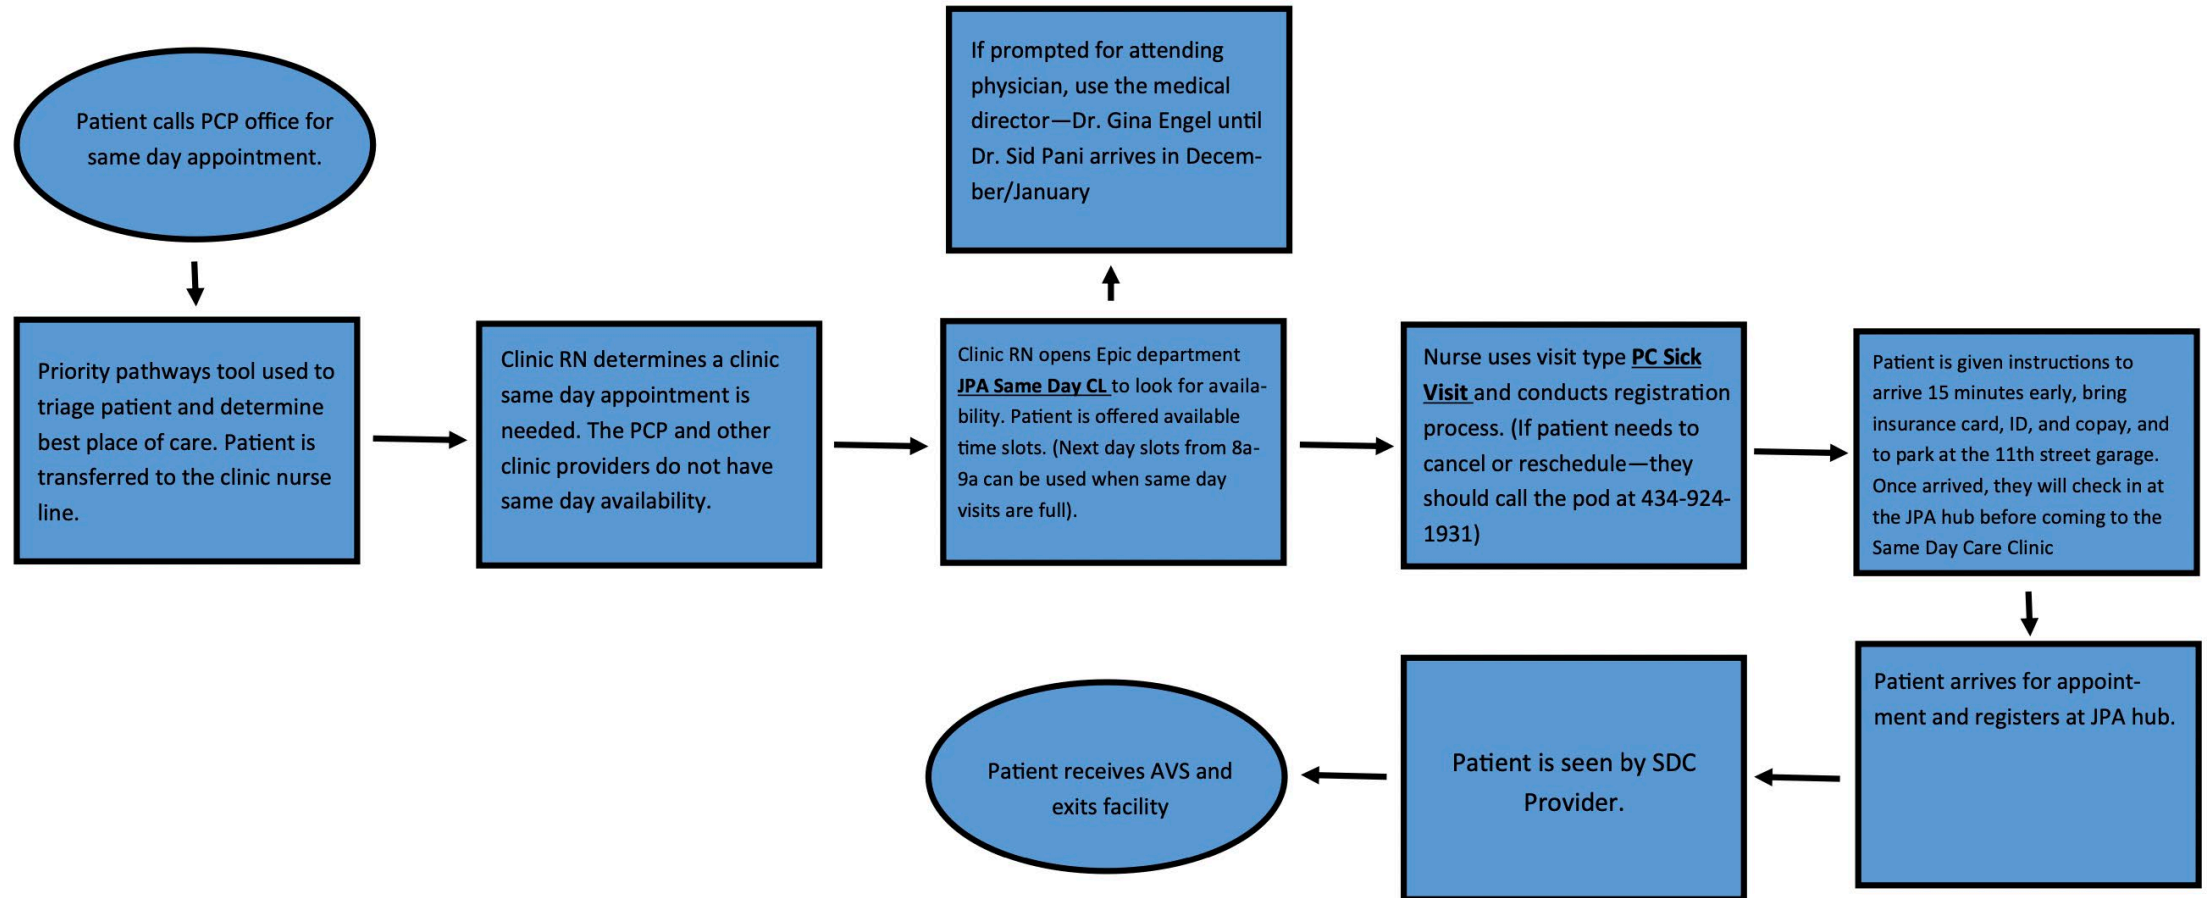 Patient calls PCP office for
same day appointment.
If prompted for attending
physician, use the medical
director—Dr. Gina Engel until
Dr. Sid Pani arrives in Decem-
ber/January
Priority pathways tool used to
triage patient and determine
best place of care. Patient is
transferred to the clinic nurse
line.
Clinic RN determines a clinic
same day appointment is
needed. The PCP and other
clinic providers do not have
same day availability.
Clinic RN opens Epic department
JPA Same Day CL to look for availa-
bility. Patient is offered available
time slots. (Next day slots from 8a-
9a can be used when same day
visits are full).
Nurse uses visit type PC Sick
Visit and conducts registration
process. (If patient needs to
cancel or reschedule—they
should call the pod at 434-924-
1931)
Patient is given instructions to
arrive 15 minutes early, bring
insurance card, ID, and copay, and
to park at the 11th street garage.
Once arrived, they will check in at
the JPA hub before coming to the
Same Day Care Clinic
Patient arrives for appoint-
ment and registers at JPA hub.
Patient is seen by SDC
Provider.
Patient receives AVS and
exits facility